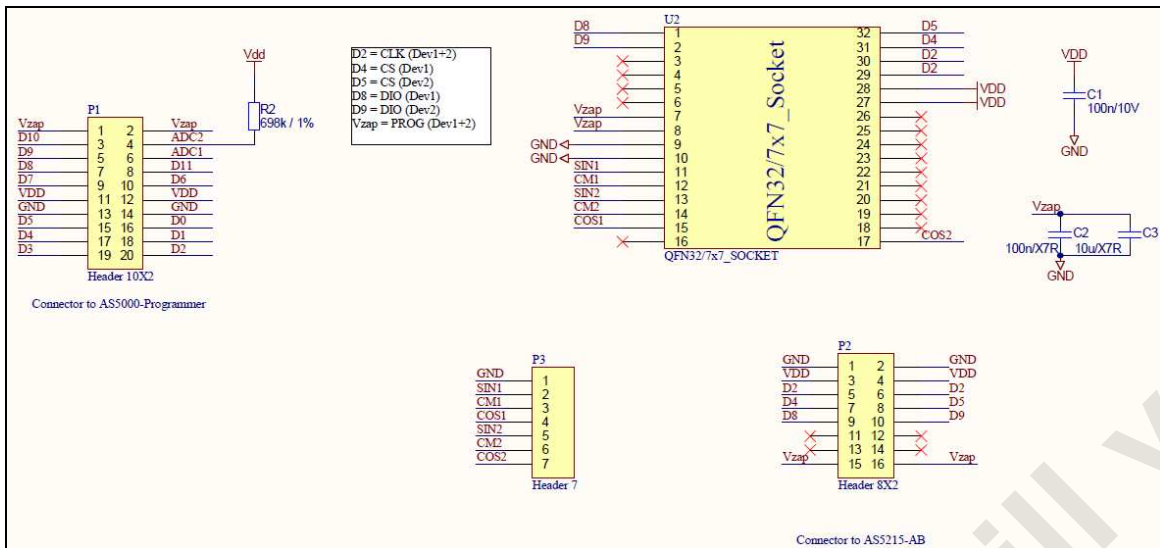 Vdd
R2
698k / 1%
D2 = CLK (Dev1+2)
D4 = CS (Dev1)
D5 = CS (Dev2)
D8 = DIO (Dev1)
D9 = DIO (Dev2)
Vzap = PROG (Dev1+2)
P1
Vzap 1 2 Vzap
D10 3 4 ADC2
D9 5 6 ADC1
D8 7 8 D11
D7 9 10 D6
VDD 11 12 VDD
GND 13 14 GND
D5 15 16 D0
D4 17 18 D1
D3 19 20 D2
Header 10X2
Connector to AS5000-Programmer
U2
D8 1 32 D5
D9 2 31 D4
3 30 D2
4 29 D2
5 28 VDD
6 27 VDD
Vzap 7 26
Vzap 8 25
GND 9 24
GND 10 23
SIN1 11 22
CM1 12 21
SIN2 13 20
CM2 14 19
COS1 15 18
16 17 COS2
QFN32/7x7_Socket
QFN32/7x7_SOCKET
VDD
C1
100n/10V
GND
Vzap
C2 C3
100n/X7R 10u/X7R
GND
P3
GND 1
SIN1 2
CM1 3
COS1 4
SIN2 5
CM2 6
COS2 7
Header 7
P2
GND 1 2 GND
VDD 3 4 VDD
D2 5 6 D2
D4 7 8 D5
D8 9 10 D9
11 12
13 14
Vzap 15 16 Vzap
Header 8X2
Connector to AS5215-AB